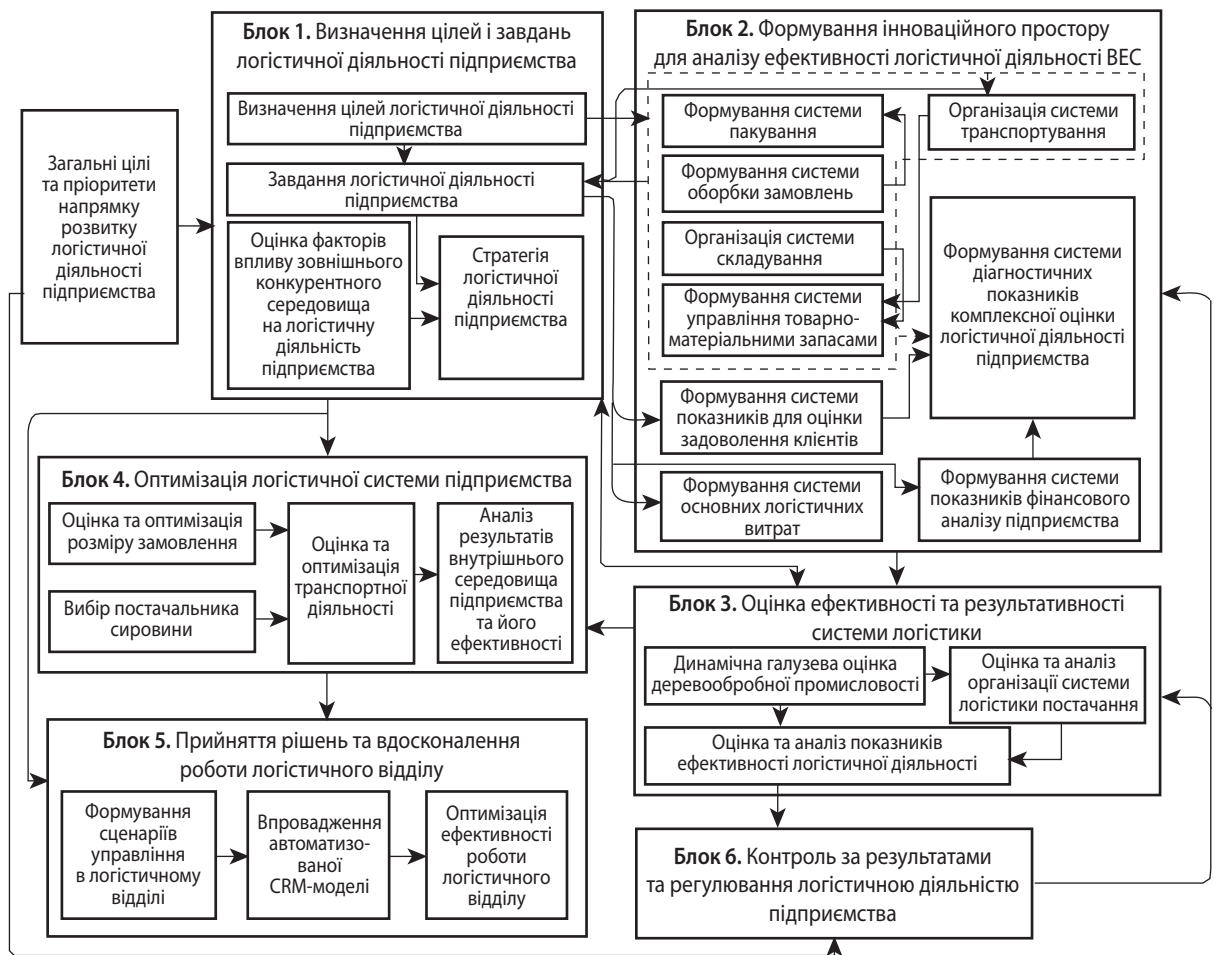 Загальні цілі
та пріоритети
напрямку
розвитку
логістичної
діяльності
підприємства
Блок 1. Визначення цілей і завдань
логістичної діяльності підприємства
Визначення цілей логістичної діяльності
підприємства
Завдання логістичної діяльності
підприємства
Оцінка факторів
впливу зовнішнього
конкурентного
середовища
на логістичну
діяльність
підприємства
Стратегія
логістичної
діяльності
підприємства
Блок 2. Формування інноваційного простору
для аналізу ефективності логістичної діяльності ВЕС
Формування системи
пакування
Організація системи
транспортування
Формування системи
оборбки замовлень
Організація системи
складування
Формування системи
управління товарно-
матеріальними запасами
Формування системи
діагностичних
показників
комплексної оцінки
логістичної діяльності
підприємства
Формування системи
показників для оцінки
задоволення клієнтів
Формування системи
основних логістичних
витрат
Формування системи
показників фінансового
аналізу підприємства
Блок 4. Оптимізація логістичної системи підприємства
Оцінка та оптимізація
розміру замовлення
Вибір постачальника
сировини
Оцінка та
оптимізація
транспортної
діяльності
Аналіз
результатів
внутрішнього
середовища
підприємства
та його
ефективності
Блок 3. Оцінка ефективності та результативності
системи логістики
Динамічна галузева оцінка
деревообробної промисловості
Оцінка та аналіз
організації системи
логістики постачання
Оцінка та аналіз показників
ефективності логістичної діяльності
Блок 5. Прийняття рішень та вдосконалення
роботи логістичного відділу
Формування
сценаріїв
управління
в логістичному
відділі
Впровадження
автоматизо-
ваної
CRM-моделі
Оптимізація
ефективності
роботи
логістичного
відділу
Блок 6. Контроль за результатами
та регулювання логістичною діяльністю
підприємства